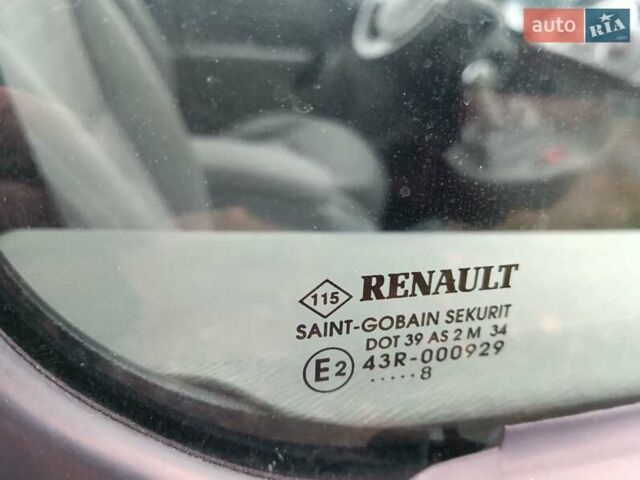 auto RIA
115 RENAULT
SAINT-GOBAIN SEKURIT
DOT 39 AS 2 M 34
E2 43R-000929
.....8